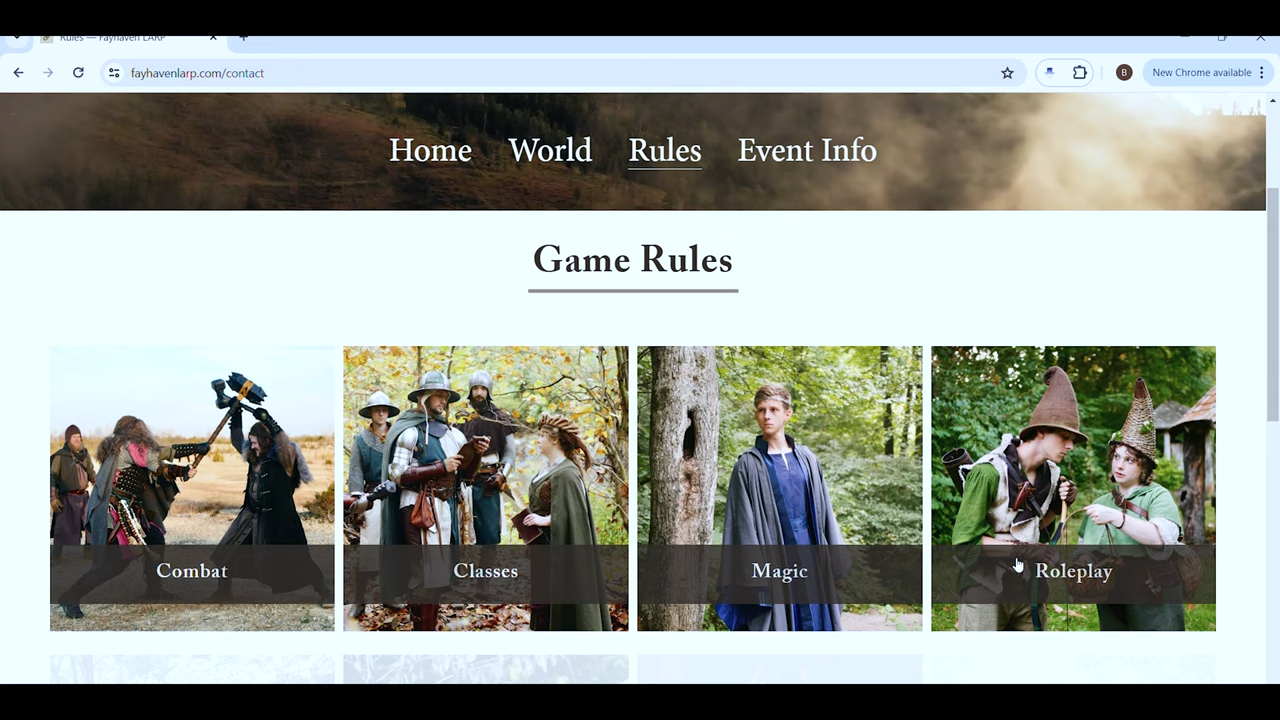 Rules — Fayhaven LARP
fayhavenlarp.com/contact
B
New Chrome available
Home World Rules Event Info
Game Rules
Combat Classes Magic Roleplay